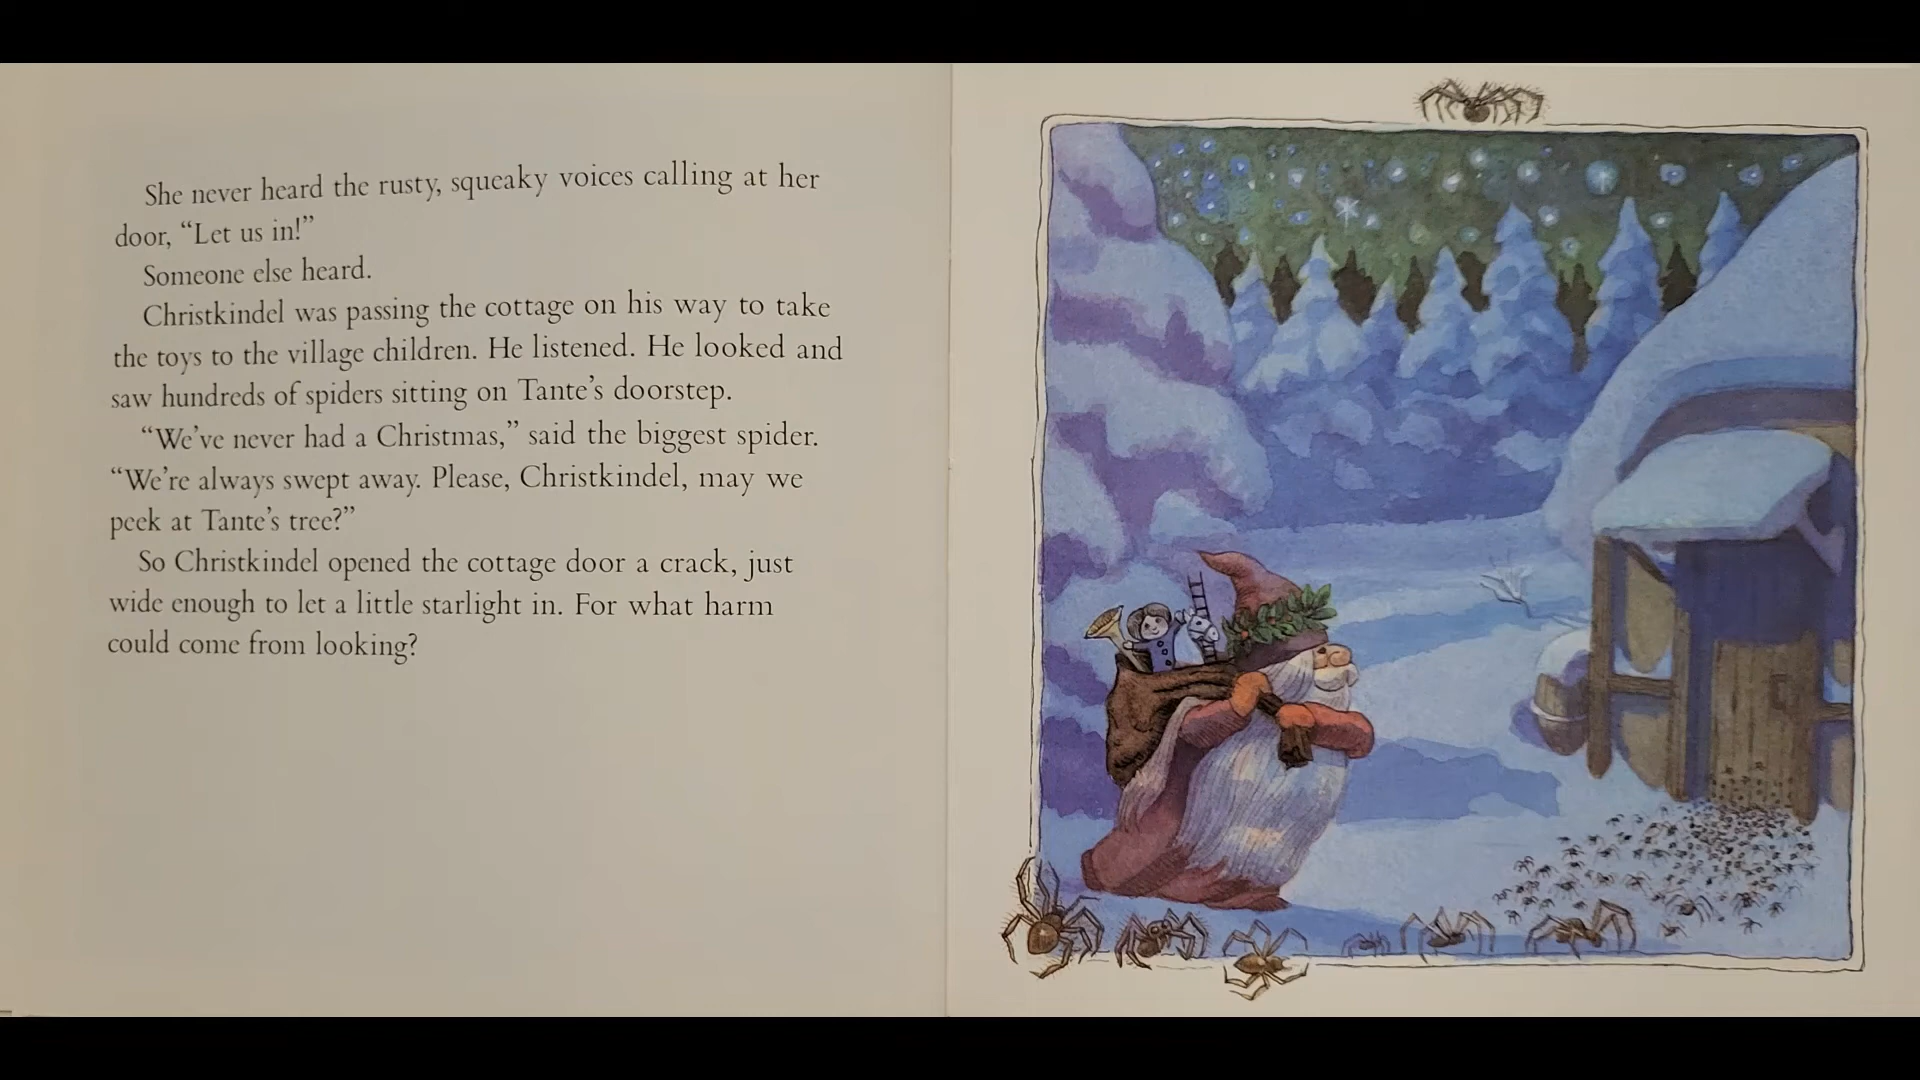 She never heard the rusty, squeaky voices calling at her
door, “Let us in!”
Someone else heard.
Christkindel was passing the cottage on his way to take
the toys to the village children. He listened. He looked and
saw hundreds of spiders sitting on Tante’s doorstep.
“We’ve never had a Christmas,” said the biggest spider.
“We’re always swept away. Please, Christkindel, may we
peek at Tante’s tree?”
So Christkindel opened the cottage door a crack, just
wide enough to let a little starlight in. For what harm
could come from looking?